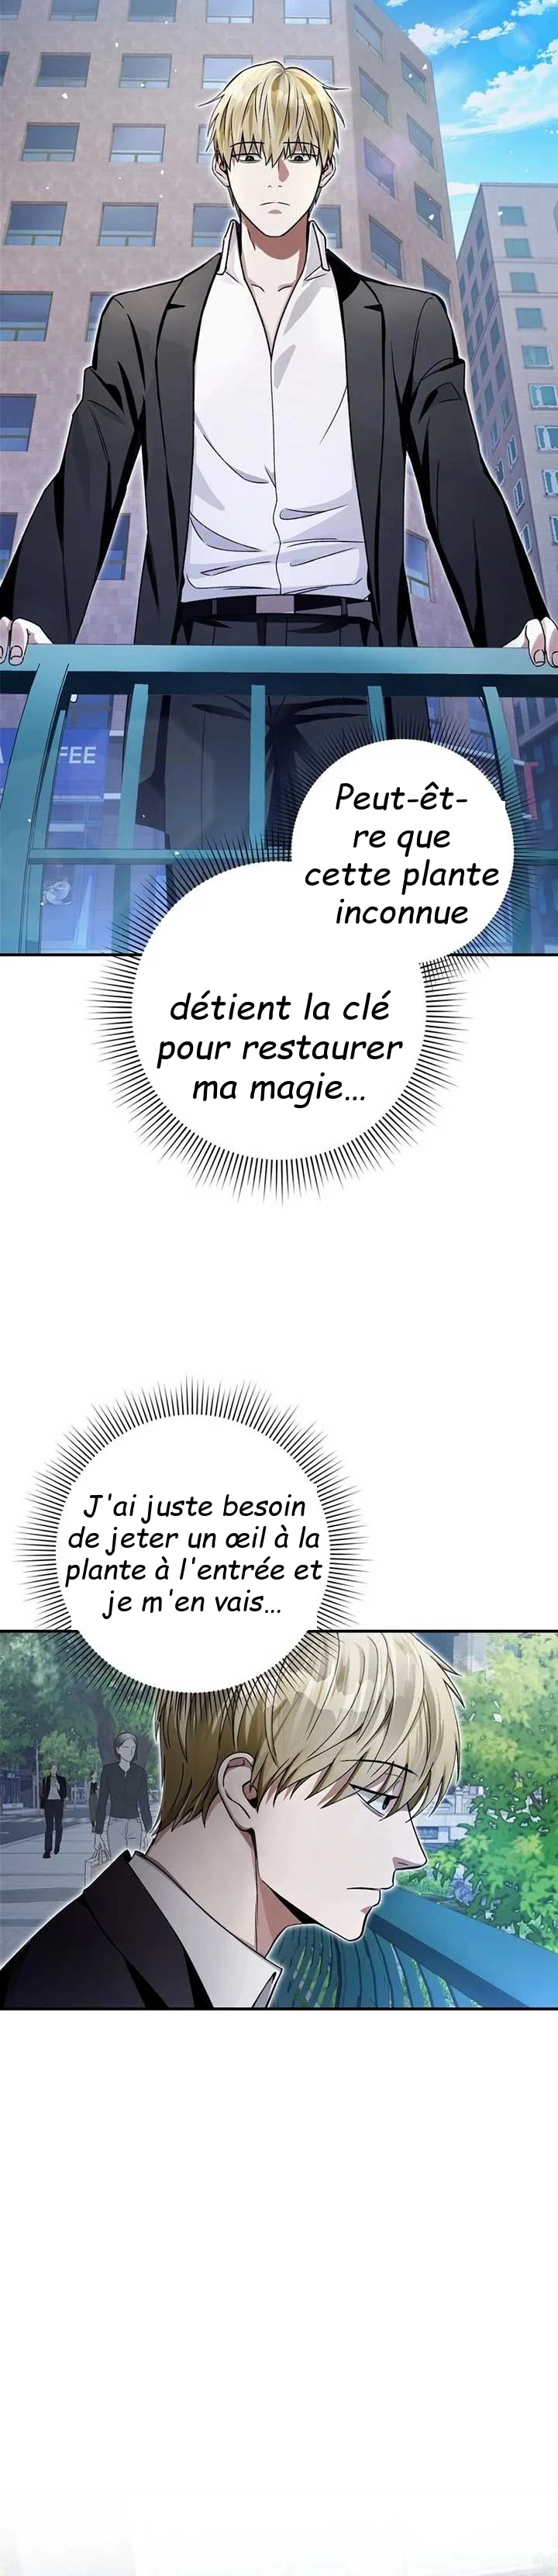 A
FFEE
Peut-êt-
re que
cette plante
inconnue
détient la clé
pour restaurer
ma magie...
J'ai juste besoin
de jeter un œil à la
plante à l'entrée et
je m'en vais...